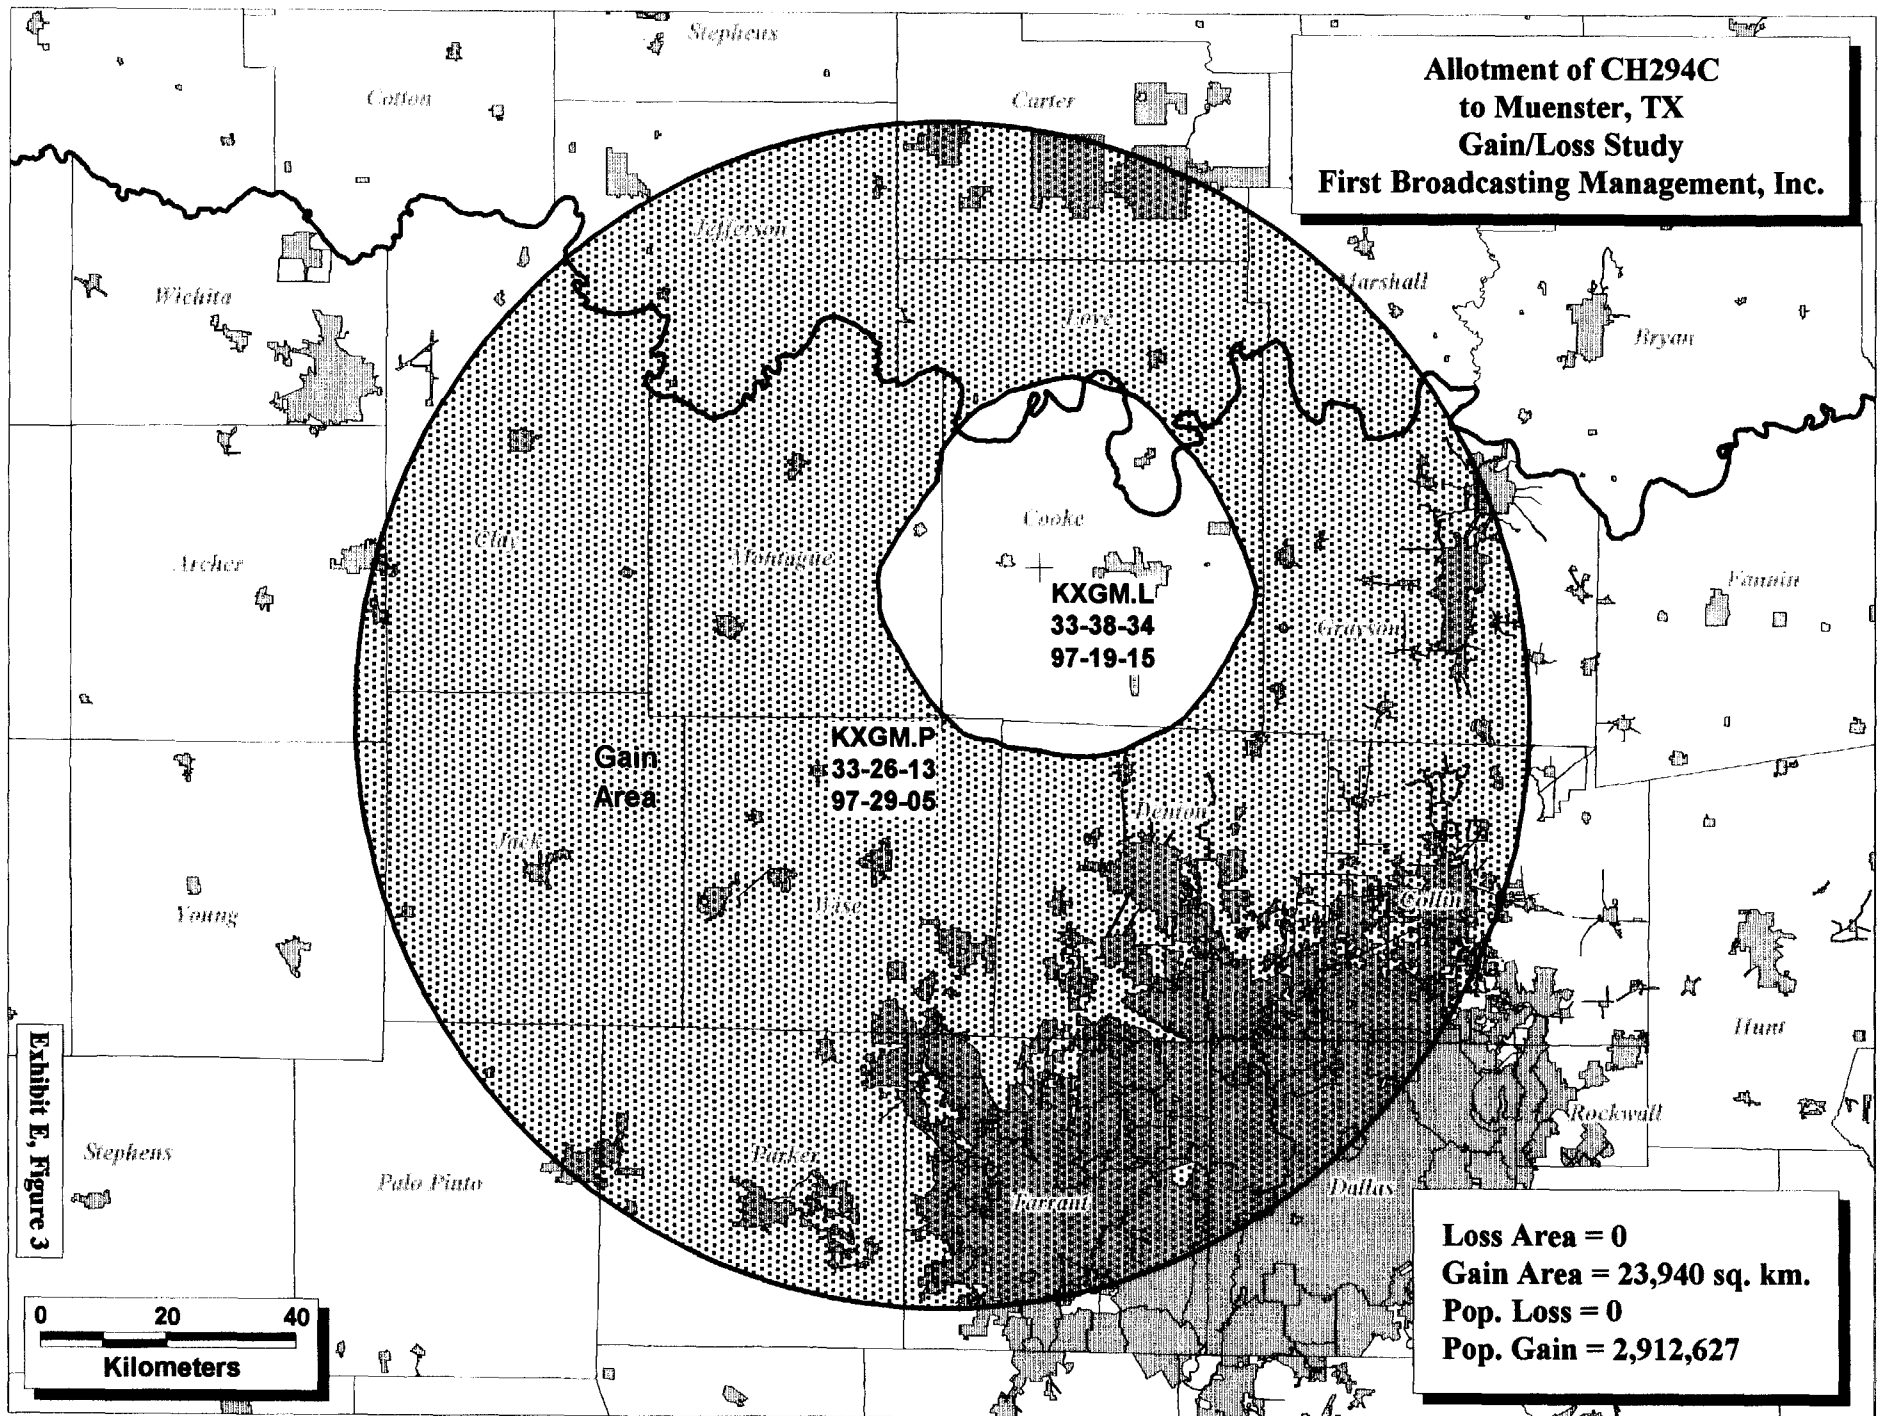 Allotment of CH294C
to Muenster, TX
Gain/Loss Study
First Broadcasting Management, Inc.
Stephens
Cotton
Carter
Jefferson
Wichita
Marshall
Love
Bryan
Cooke
Clay
Montague
Archer
Fannin
Grayson
KXGM.L
33-38-34
97-19-15
KXGM.P
33-26-13
97-29-05
Gain
Area
Denton
Jack
Wise
Collin
Young
Hunt
Rockwall
Stephens
Palo Pinto
Parker
Tarrant
Dallas
Exhibit E, Figure 3
Loss Area = 0
Gain Area = 23,940 sq. km.
Pop. Loss = 0
Pop. Gain = 2,912,627
0 20 40
Kilometers